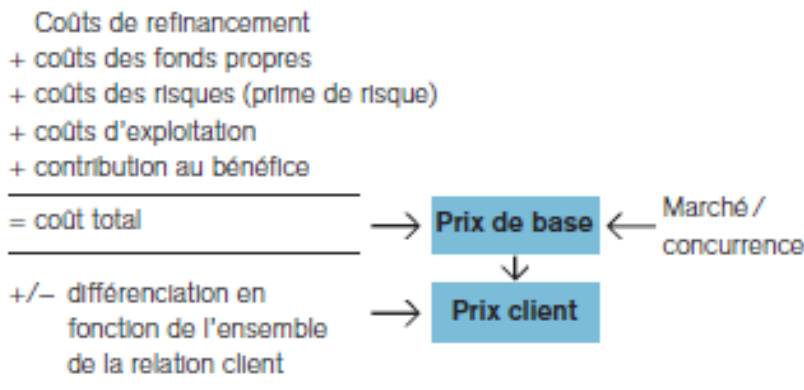 Coûts de refinancement
+ coûts des fonds propres
+ coûts des risques (prime de risque)
+ coûts d'exploitation
+ contribution au bénéfice
= coût total
Prix de base
Marché /
concurrence
+/– différenciation en
fonction de l'ensemble
de la relation client
Prix client